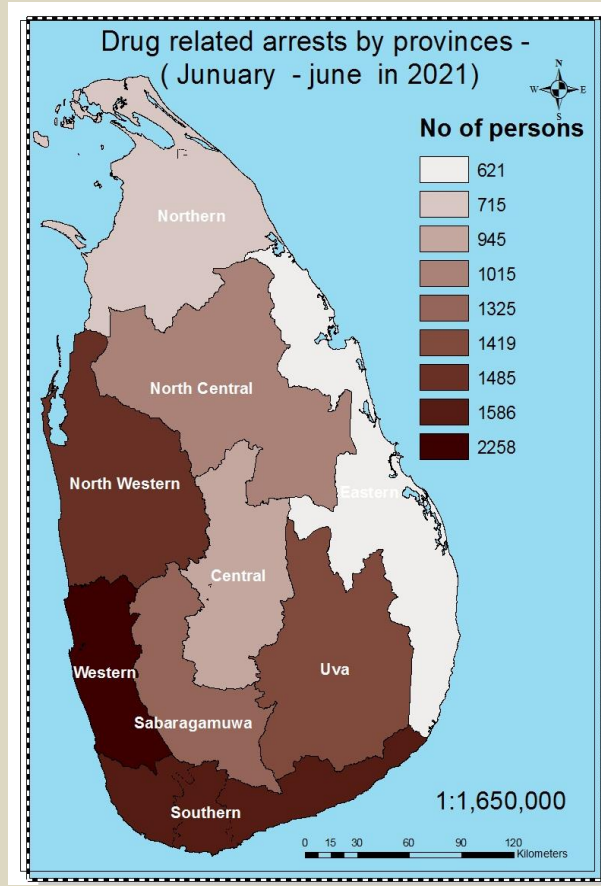 Drug related arrests by provinces -
( Junuary - june in 2021)
N
W E
S
No of persons
621
715
945
1015
1325
1419
1485
1586
2258
Northern
North Central
North Western
Eastern
Central
Western
Uva
Sabaragamuwa
Southern
1:1,650,000
0 15 30 60 90 120
Kilometers